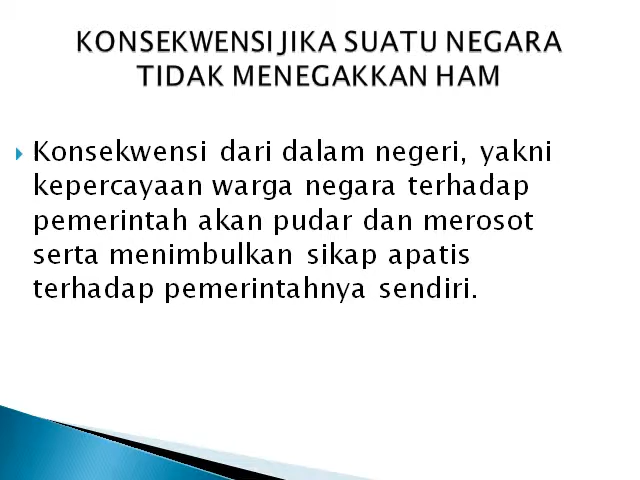 KONSEKWENSI JIKA SUATU NEGARA
TIDAK MENEGAKKAN HAM
Konsekwensi dari dalam negeri, yakni
kepercayaan warga negara terhadap
pemerintah akan pudar dan merosot
serta menimbulkan sikap apatis
terhadap pemerintahnya sendiri.